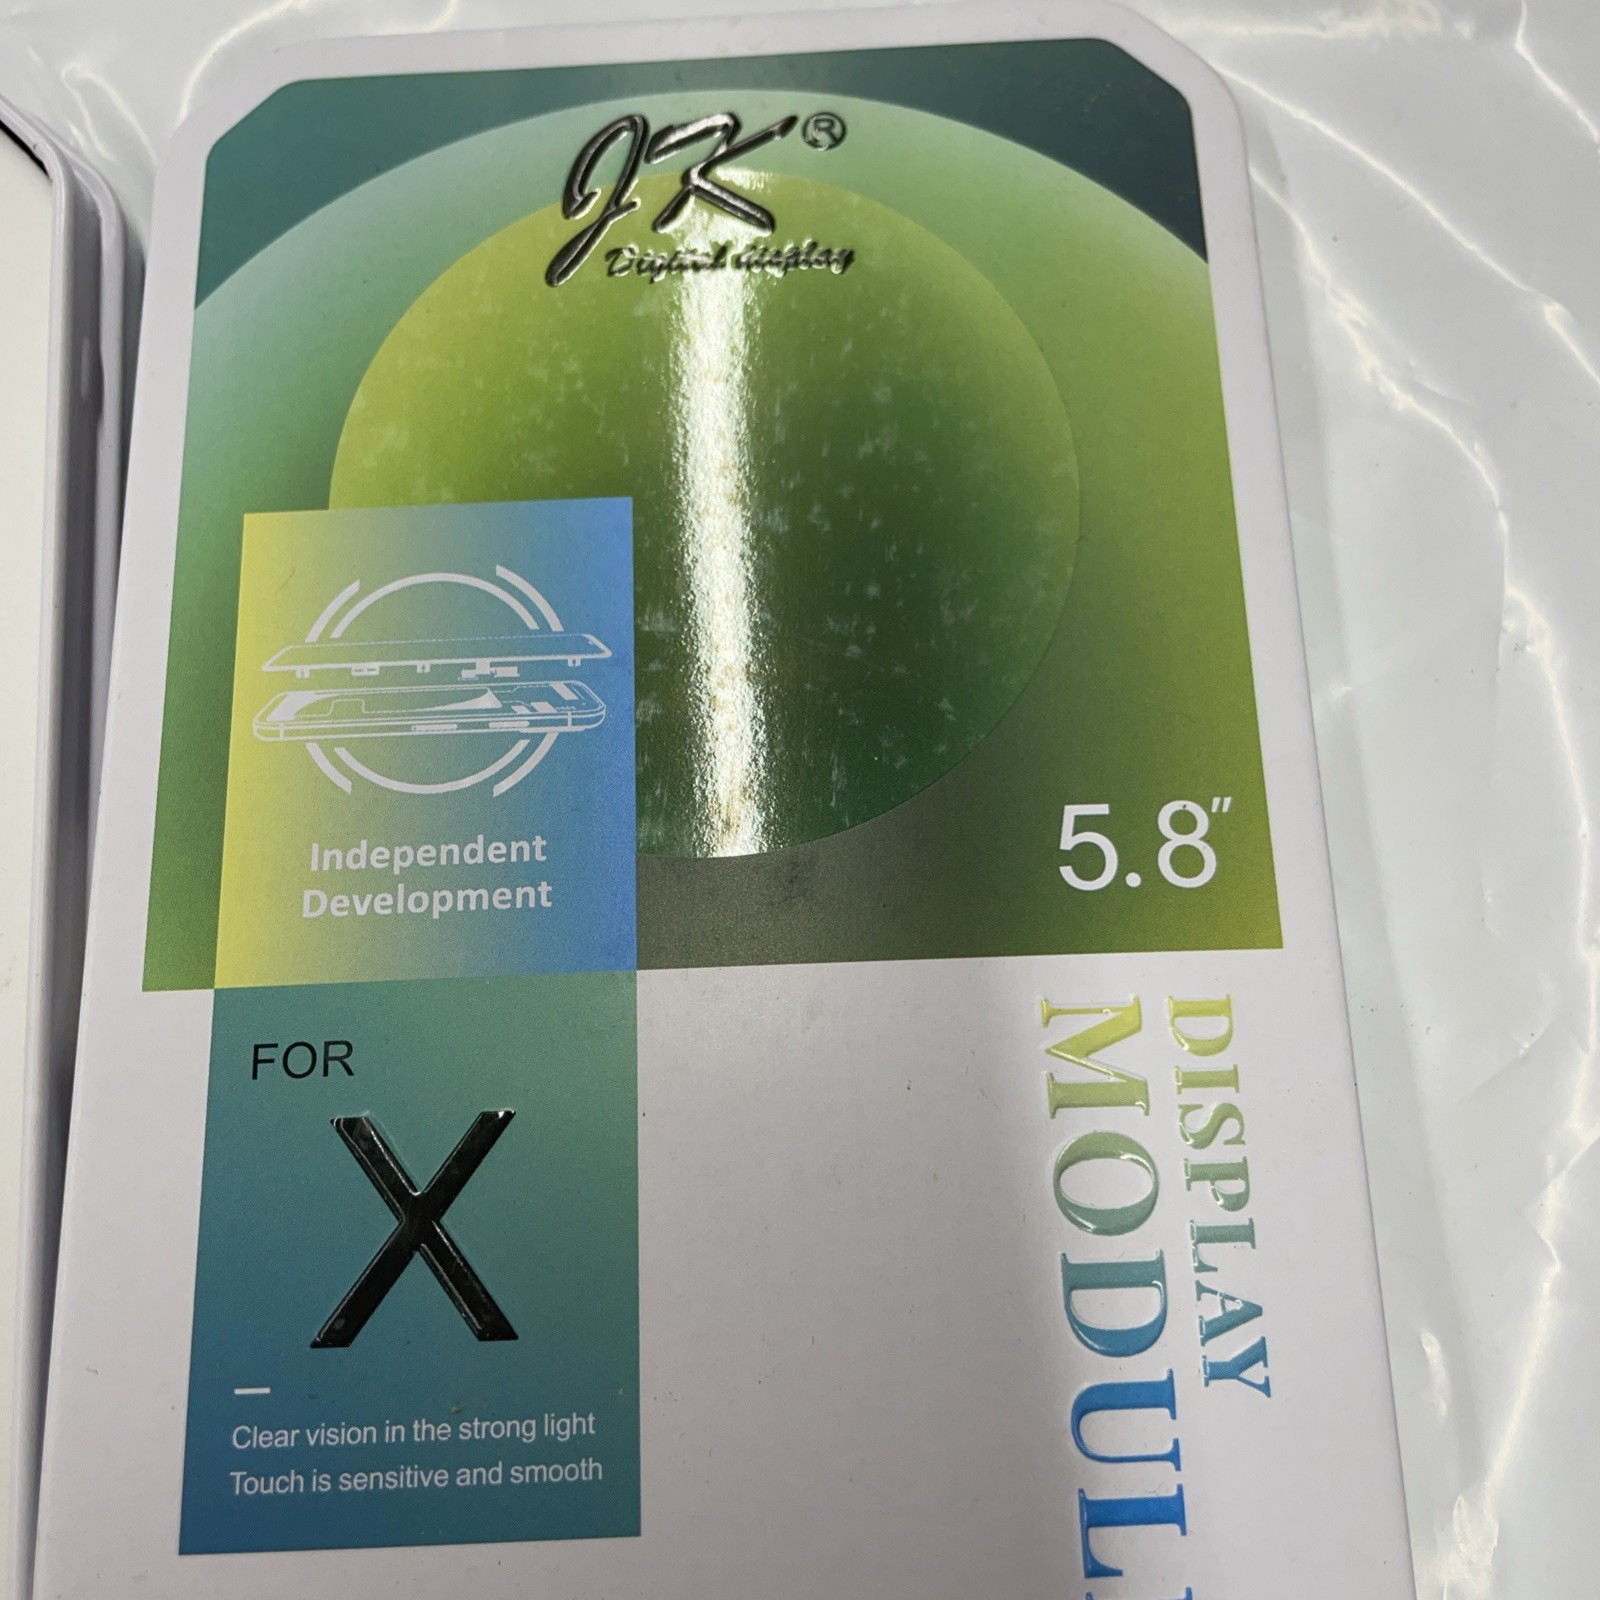 JK®
Digital display
Independent
Development
5.8"
FOR
X
Clear vision in the strong light
Touch is sensitive and smooth
DISPLAY